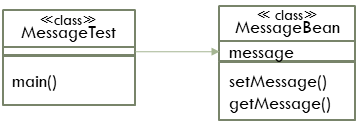 ≪class≫
MessageTest
main()
≪ class≫
MessageBean
message
setMessage()
getMessage()